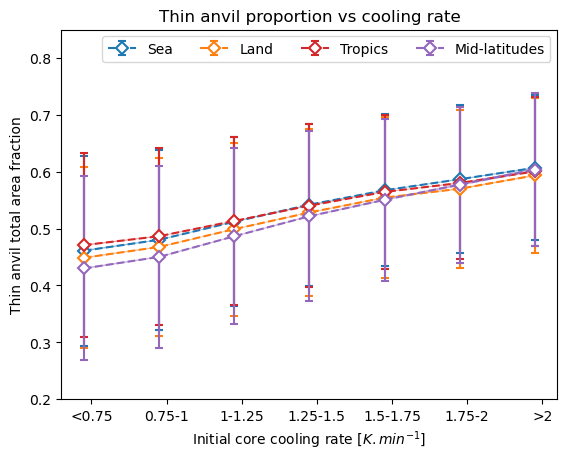 Thin anvil proportion vs cooling rate
Sea Land Tropics Mid-latitudes
Thin anvil total area fraction
0.8
0.7
0.6
0.5
0.4
0.3
0.2
<0.75 0.75-1 1-1.25 1.25-1.5 1.5-1.75 1.75-2 >2
Initial core cooling rate [K.min⁻¹]